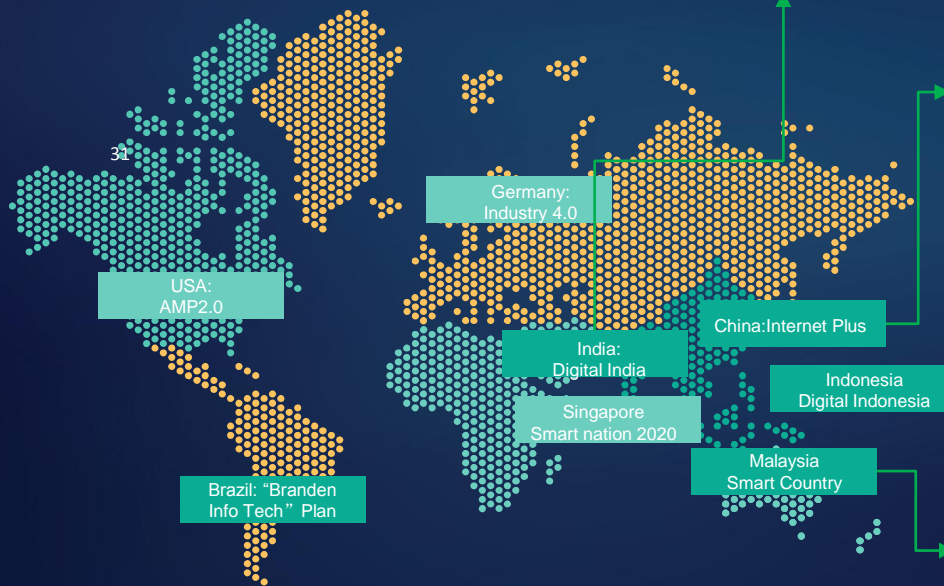 31
Germany:
Industry 4.0
USA:
AMP2.0
China:Internet Plus
India:
Digital India
Indonesia
Digital Indonesia
Singapore
Smart nation 2020
Malaysia
Smart Country
Brazil: “Branden
Info Tech” Plan